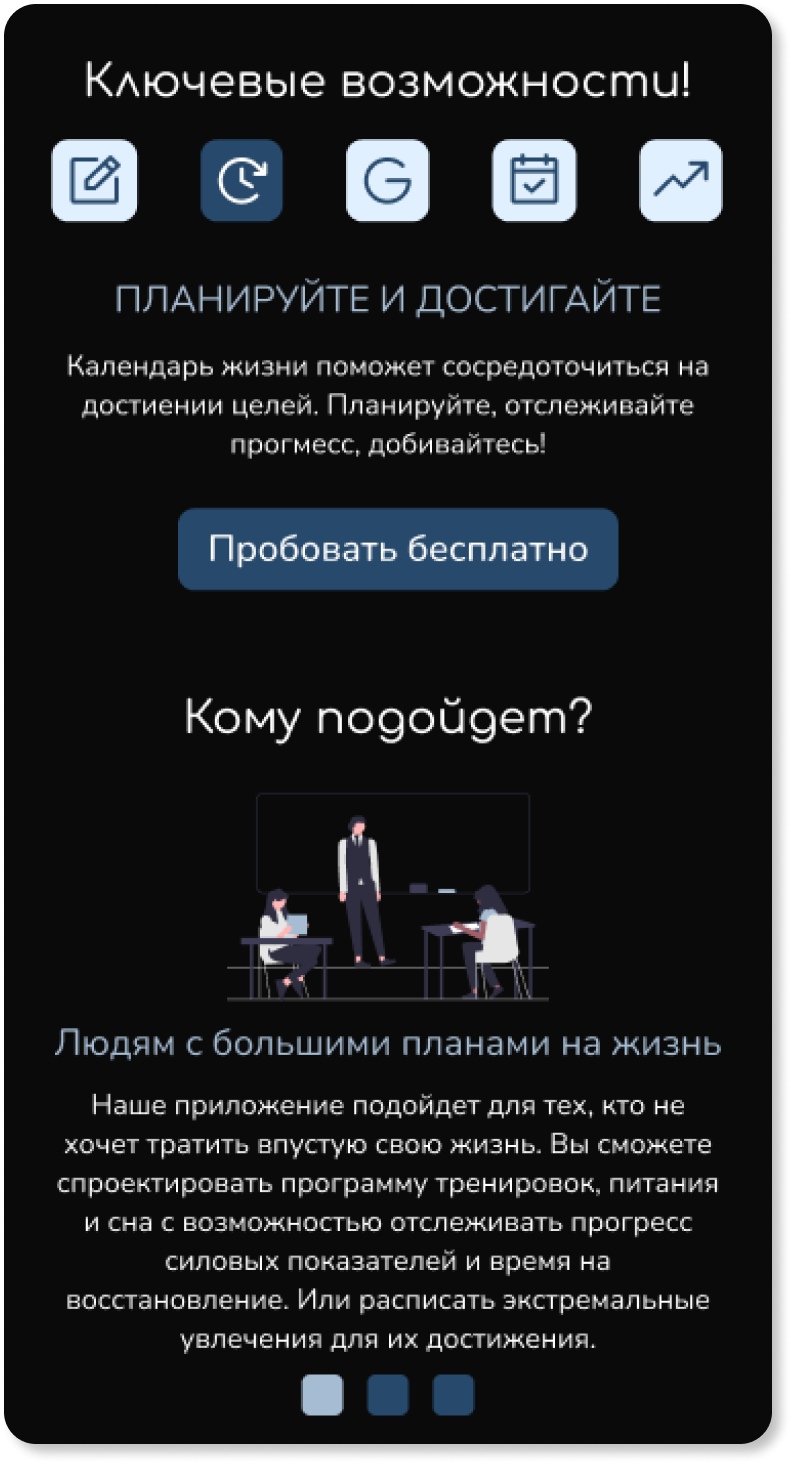 Ключевые возможности!
ПЛАНИРУЙТЕ И ДОСТИГАЙТЕ
Календарь жизни поможет сосредоточиться на
достиении целей. Планируйте, отслеживайте
прогмесс, добивайтесь!
Пробовать бесплатно
Кому подойдет?
Людям с большими планами на жизнь
Наше приложение подойдет для тех, кто не
хочет тратить впустую свою жизнь. Вы сможете
спроектировать программу тренировок, питания
и сна с возможностью отслеживать прогресс
силовых показателей и время на
восстановление. Или расписать экстремальные
увлечения для их достижения.